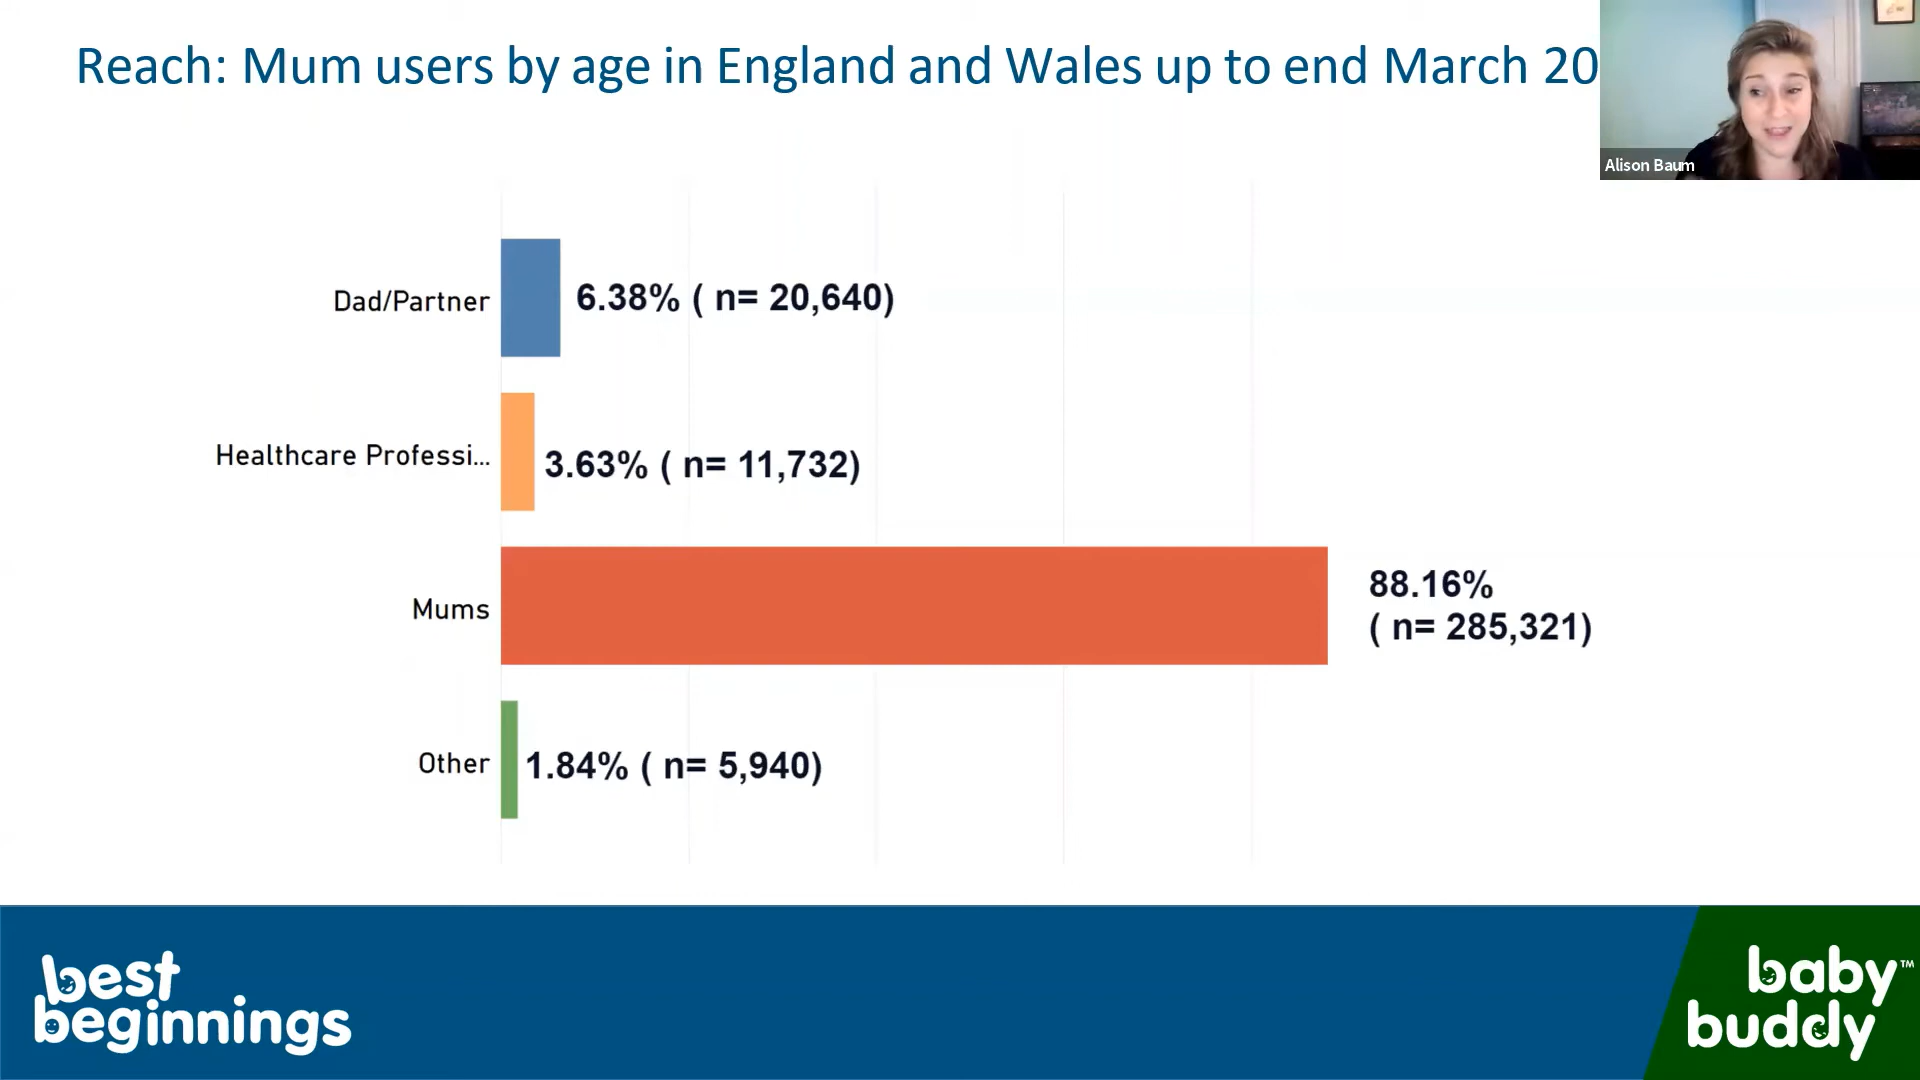 Reach: Mum users by age in England and Wales up to end March 20
Alison Baum
Dad/Partner
6.38% ( n= 20,640)
Healthcare Professi...
3.63% ( n= 11,732)
Mums
88.16%
( n= 285,321)
Other
1.84% ( n= 5,940)
best
beginnings
baby™
buddy